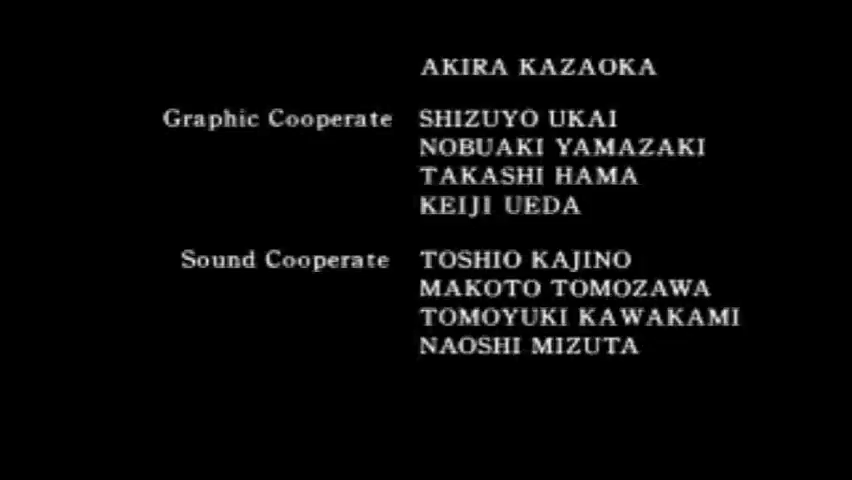 AKIRA KAZAOKA
Graphic Cooperate SHIZUYO UKAI
NOBUAKI YAMAZAKI
TAKASHI HAMA
KEIJI UEDA
Sound Cooperate TOSHIO KAJINO
MAKOTO TOMOZAWA
TOMOYUKI KAWAKAMI
NAOSHI MIZUTA